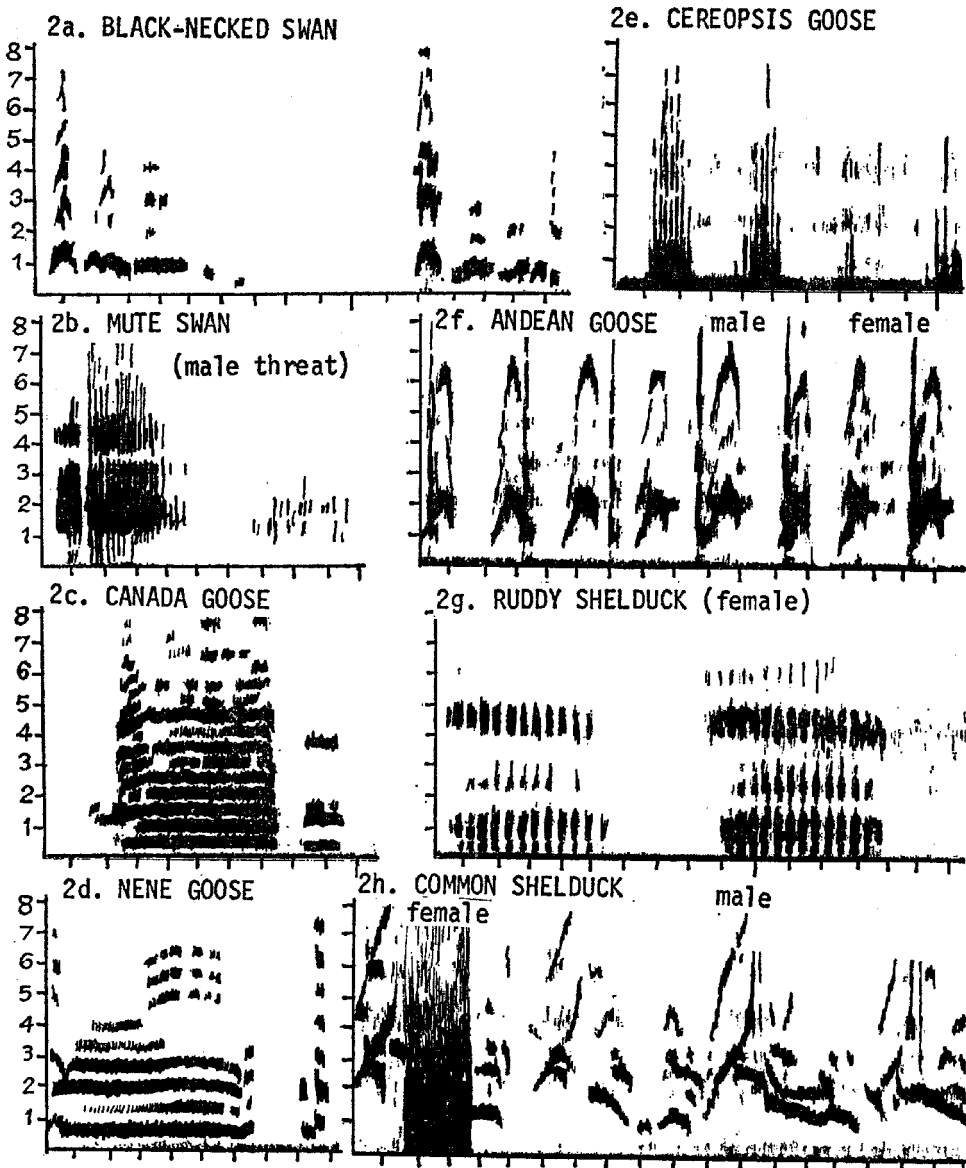 2a. BLACK-NECKED SWAN
8
7
6
5
4
3
2
1
2e. CEREOPSIS GOOSE
2b. MUTE SWAN
(male threat)
8
7
6
5
4
3
2
1
2f. ANDEAN GOOSE male female
2c. CANADA GOOSE
8
7
6
5
4
3
2
1
2g. RUDDY SHELDUCK (female)
2d. NENE GOOSE
8
7
6
5
4
3
2
1
2h. COMMON SHELDUCK
female
male